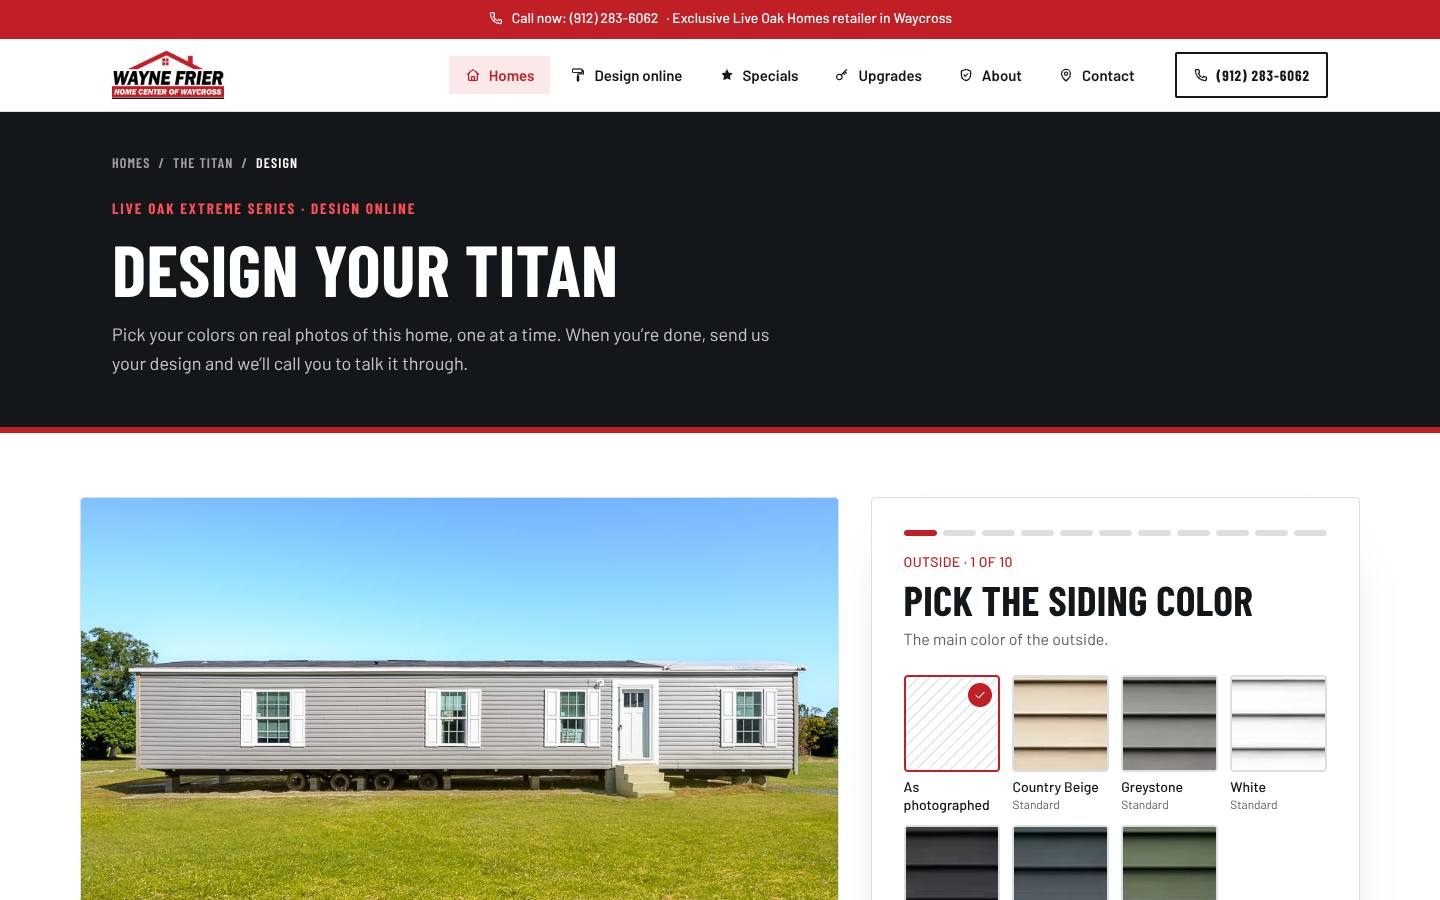 Call now: (912) 283-6062 · Exclusive Live Oak Homes retailer in Waycross
WAYNE FRIER
HOME CENTER OF WAYCROSS
Homes
Design online
Specials
Upgrades
About
Contact
(912) 283-6062
HOMES / THE TITAN / DESIGN
LIVE OAK EXTREME SERIES · DESIGN ONLINE
DESIGN YOUR TITAN
Pick your colors on real photos of this home, one at a time. When you’re done, send us
your design and we’ll call you to talk it through.
OUTSIDE · 1 OF 10
PICK THE SIDING COLOR
The main color of the outside.
As
photographed
Country Beige
Standard
Greystone
Standard
White
Standard